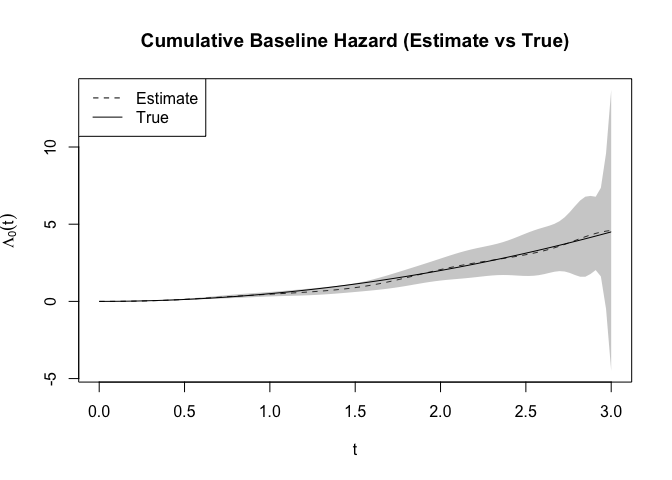 Cumulative Baseline Hazard (Estimate vs True)
Estimate
True
10
5
0
-5
Λ₀(t)
0.0 0.5 1.0 1.5 2.0 2.5 3.0
t